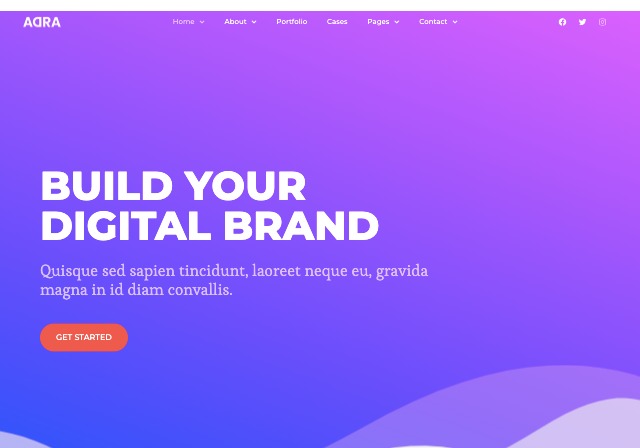 ADRA
Home About Portfolio Cases Pages Contact
BUILD YOUR
DIGITAL BRAND
Quisque sed sapien tincidunt, laoreet neque eu, gravida
magna in id diam convallis.
GET STARTED